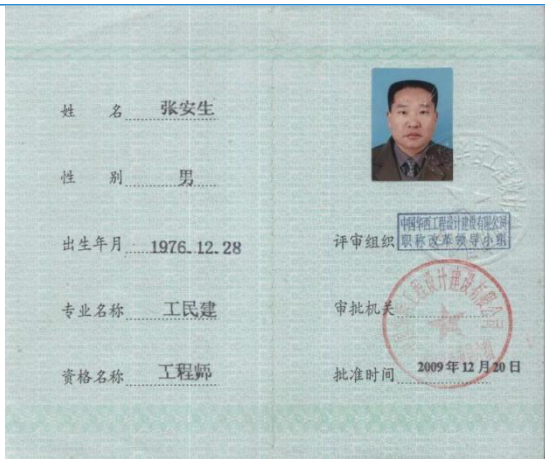 姓 名 张安生
性 别 男
出生年月 1976.12.28
专业名称 工民建
资格名称 工程师
评审组织 中国华西工程设计建设有限公司
职称改革领导小组
审批机关
批准时间 2009年12月20日